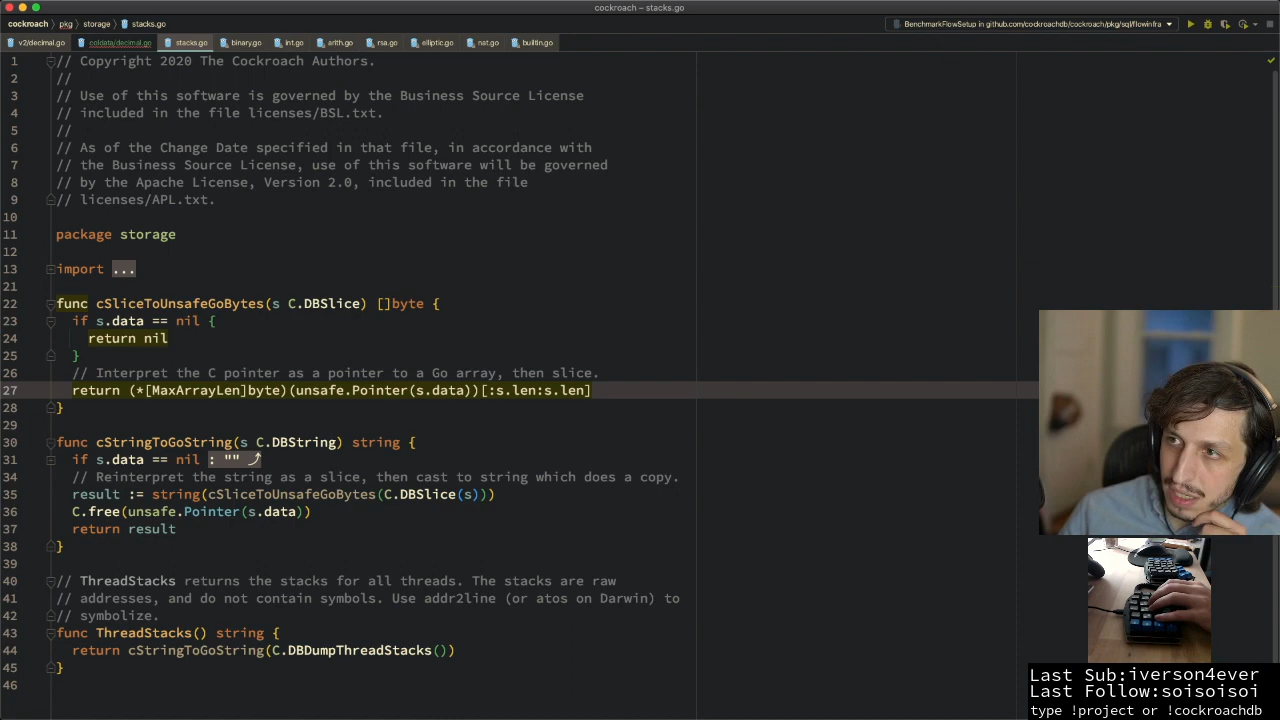 cockroach – stacks.go
cockroach › pkg › storage › stacks.go
BenchmarkFlowSetup in github.com/cockroachdb/cockroach/pkg/sql/flowinfra
v2/decimal.go coldata/decimal.go stacks.go binary.go int.go arith.go rsa.go elliptic.go nat.go builtin.go
1 // Copyright 2020 The Cockroach Authors.
2 //
3 // Use of this software is governed by the Business Source License
4 // included in the file licenses/BSL.txt.
5 //
6 // As of the Change Date specified in that file, in accordance with
7 // the Business Source License, use of this software will be governed
8 // by the Apache License, Version 2.0, included in the file
9 // licenses/APL.txt.
10
11 package storage
12
13 import ...
21
22 func cSliceToUnsafeGoBytes(s C.DBSlice) []byte {
23 if s.data == nil {
24 return nil
25 }
26 // Interpret the C pointer as a pointer to a Go array, then slice.
27 return (*[MaxArrayLen]byte)(unsafe.Pointer(s.data))[:s.len:s.len]
28 }
29
30 func cStringToGoString(s C.DBString) string {
31 if s.data == nil : "" ⤴
34 // Reinterpret the string as a slice, then cast to string which does a copy.
35 result := string(cSliceToUnsafeGoBytes(C.DBSlice(s)))
36 C.free(unsafe.Pointer(s.data))
37 return result
38 }
39
40 // ThreadStacks returns the stacks for all threads. The stacks are raw
41 // addresses, and do not contain symbols. Use addr2line (or atos on Darwin) to
42 // symbolize.
43 func ThreadStacks() string {
44 return cStringToGoString(C.DBDumpThreadStacks())
45 }
46
Last Sub:iverson4ever
Last Follow:soisoisoi
type !project or !cockroachdb